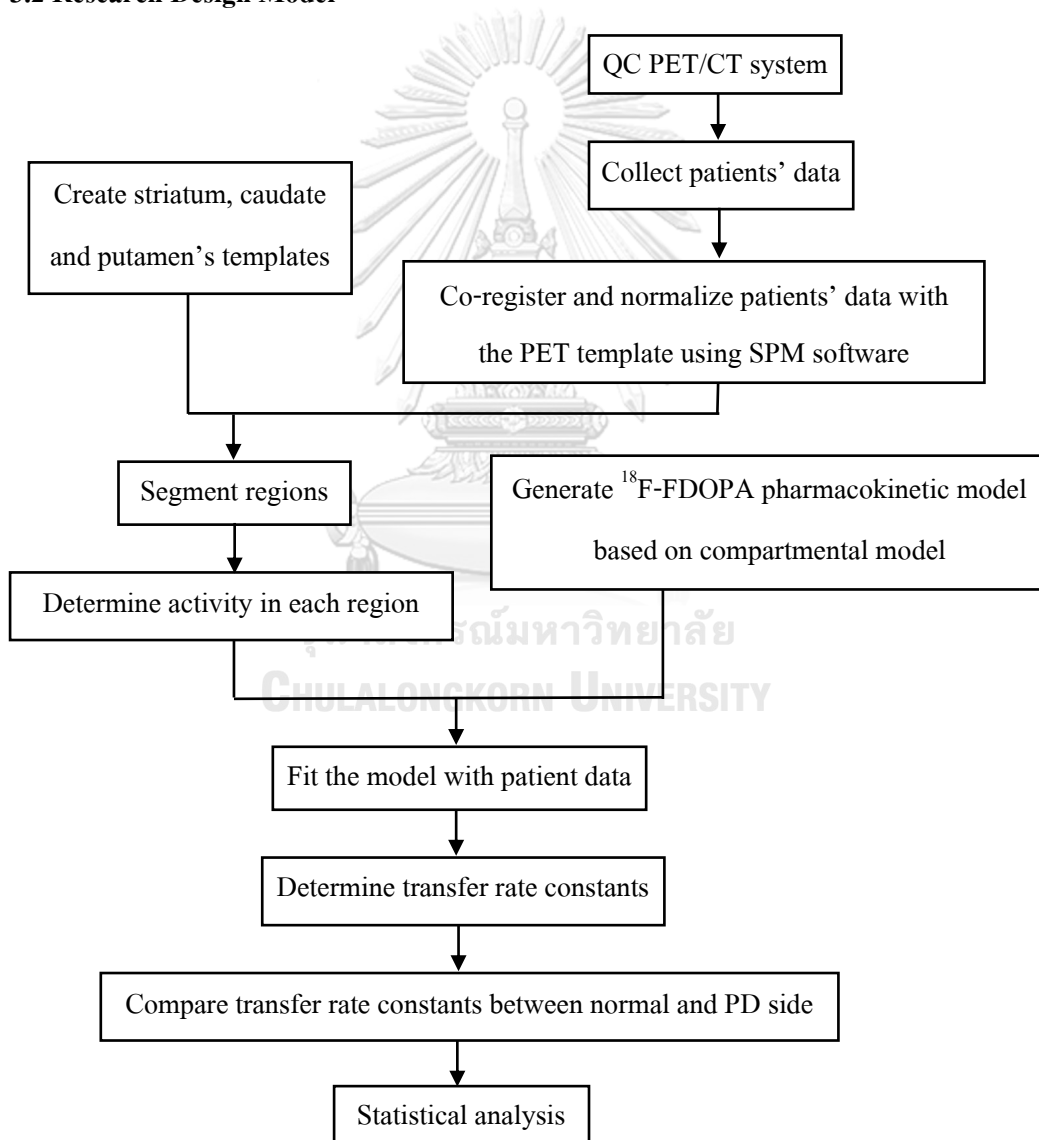 3.2 Research Design Model
QC PET/CT system
Collect patients’ data
Create striatum, caudate
and putamen’s templates
Co-register and normalize patients’ data with
the PET template using SPM software
Segment regions
Generate ¹⁸F-FDOPA pharmacokinetic model
based on compartmental model
Determine activity in each region
จุฬาลงกรณ์มหาวิทยาลัย
CHULALONGKORN UNIVERSITY
Fit the model with patient data
Determine transfer rate constants
Compare transfer rate constants between normal and PD side
Statistical analysis